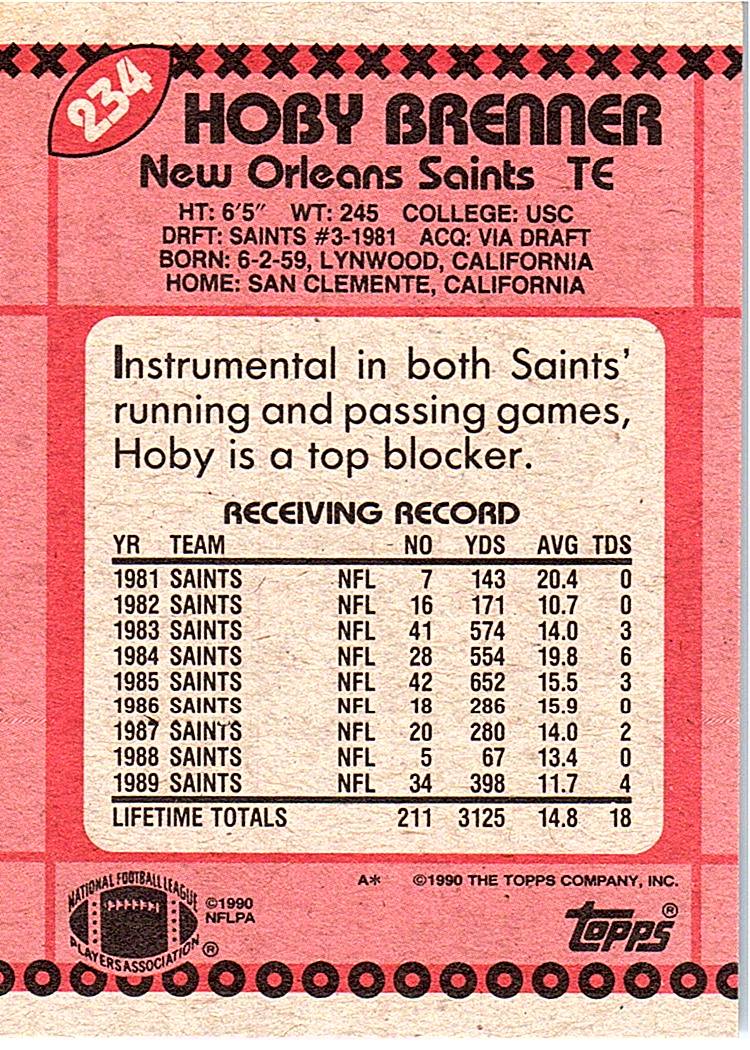 234
HOBY BRENNER
New Orleans Saints TE
HT: 6'5" WT: 245 COLLEGE: USC
DRFT: SAINTS #3-1981 ACQ: VIA DRAFT
BORN: 6-2-59, LYNWOOD, CALIFORNIA
HOME: SAN CLEMENTE, CALIFORNIA
Instrumental in both Saints'
running and passing games,
Hoby is a top blocker.
RECEIVING RECORD
YR TEAM NO YDS AVG TDS
1981 SAINTS NFL 7 143 20.4 0
1982 SAINTS NFL 16 171 10.7 0
1983 SAINTS NFL 41 574 14.0 3
1984 SAINTS NFL 28 554 19.8 6
1985 SAINTS NFL 42 652 15.5 3
1986 SAINTS NFL 18 286 15.9 0
1987 SAINTS NFL 20 280 14.0 2
1988 SAINTS NFL 5 67 13.4 0
1989 SAINTS NFL 34 398 11.7 4
LIFETIME TOTALS 211 3125 14.8 18
A* ©1990 THE TOPPS COMPANY, INC.
NATIONAL FOOTBALL LEAGUE
PLAYERS ASSOCIATION ®
©1990
NFLPA
topps®